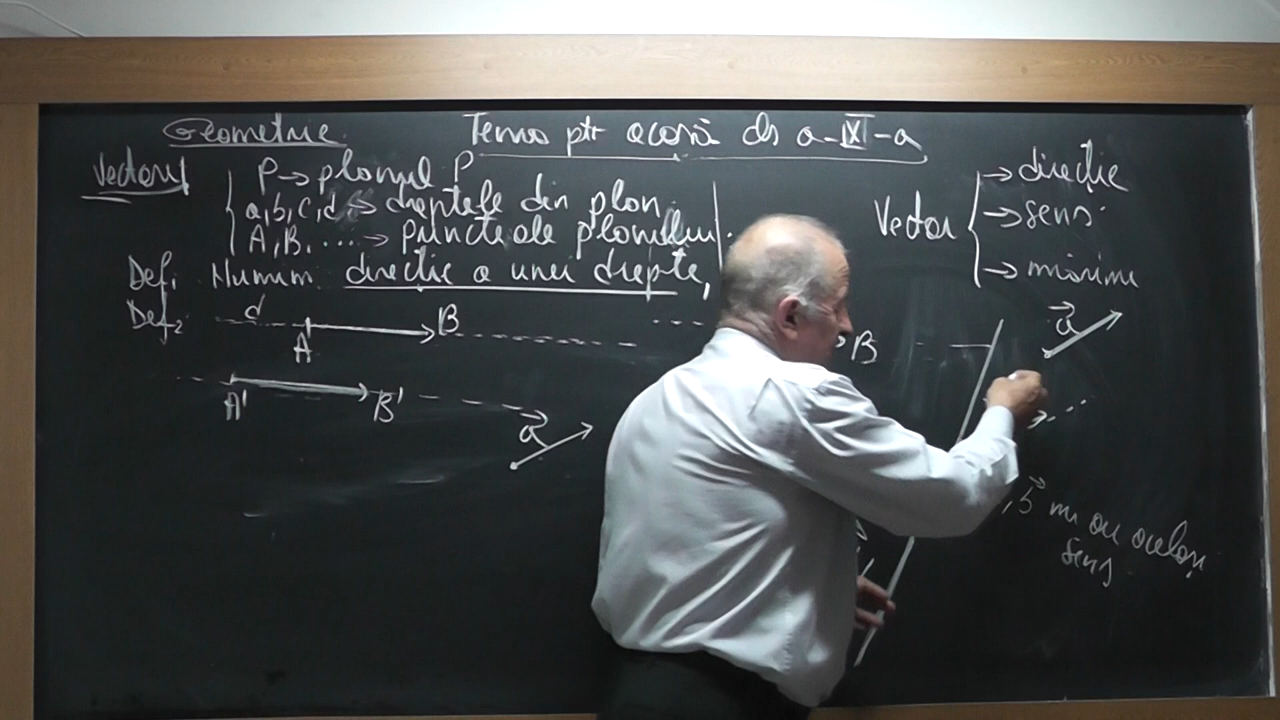 Geometrie Tema ptr acasă cls a-IX-a
Vectori
P → planul P
a, b, c, d → dreptele din plan
A, B, ... → punctele planului.
Vector
→ direcție
→ sens
→ mărime
Def₁ Numim direcție a unei drepte,
Def₂ d A B
B
a⃗
A' B'
a⃗
, b⃗ nu au același
sens